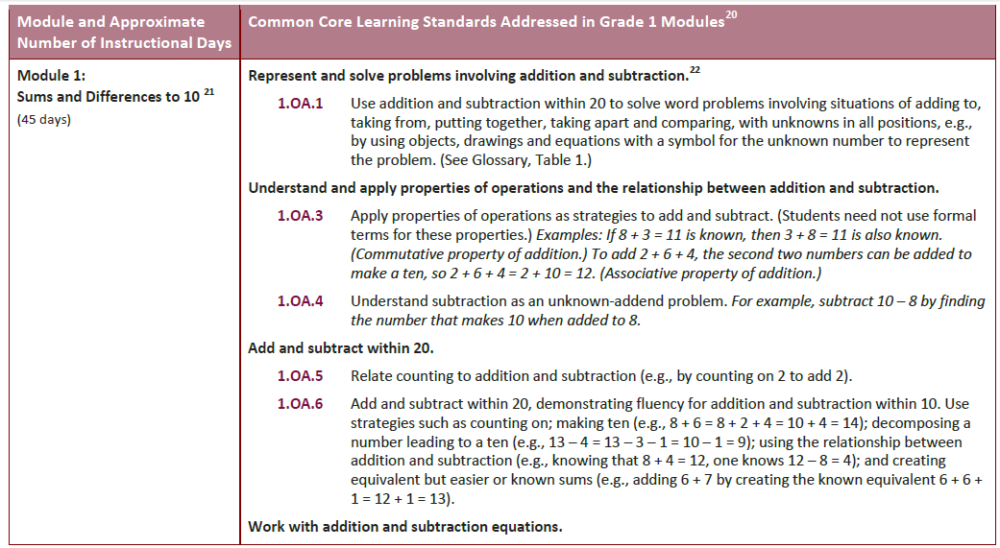 Module and Approximate
Number of Instructional Days
Common Core Learning Standards Addressed in Grade 1 Modules20
Module 1:
Sums and Differences to 10 21
(45 days)
Represent and solve problems involving addition and subtraction.22
1.OA.1 Use addition and subtraction within 20 to solve word problems involving situations of adding to,
taking from, putting together, taking apart and comparing, with unknowns in all positions, e.g.,
by using objects, drawings and equations with a symbol for the unknown number to represent
the problem. (See Glossary, Table 1.)
Understand and apply properties of operations and the relationship between addition and subtraction.
1.OA.3 Apply properties of operations as strategies to add and subtract. (Students need not use formal
terms for these properties.) Examples: If 8 + 3 = 11 is known, then 3 + 8 = 11 is also known.
(Commutative property of addition.) To add 2 + 6 + 4, the second two numbers can be added to
make a ten, so 2 + 6 + 4 = 2 + 10 = 12. (Associative property of addition.)
1.OA.4 Understand subtraction as an unknown-addend problem. For example, subtract 10 – 8 by finding
the number that makes 10 when added to 8.
Add and subtract within 20.
1.OA.5 Relate counting to addition and subtraction (e.g., by counting on 2 to add 2).
1.OA.6 Add and subtract within 20, demonstrating fluency for addition and subtraction within 10. Use
strategies such as counting on; making ten (e.g., 8 + 6 = 8 + 2 + 4 = 10 + 4 = 14); decomposing a
number leading to a ten (e.g., 13 – 4 = 13 – 3 – 1 = 10 – 1 = 9); using the relationship between
addition and subtraction (e.g., knowing that 8 + 4 = 12, one knows 12 – 8 = 4); and creating
equivalent but easier or known sums (e.g., adding 6 + 7 by creating the known equivalent 6 + 6 +
1 = 12 + 1 = 13).
Work with addition and subtraction equations.